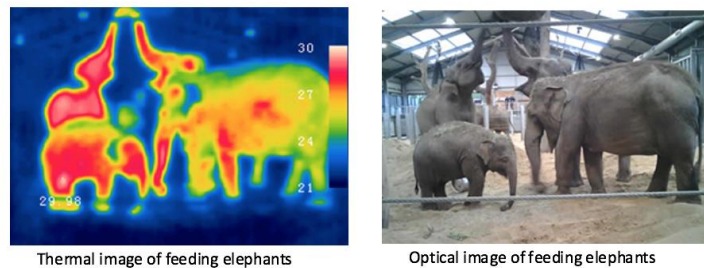 30
27
24
21
29.98
Thermal image of feeding elephants
Optical image of feeding elephants